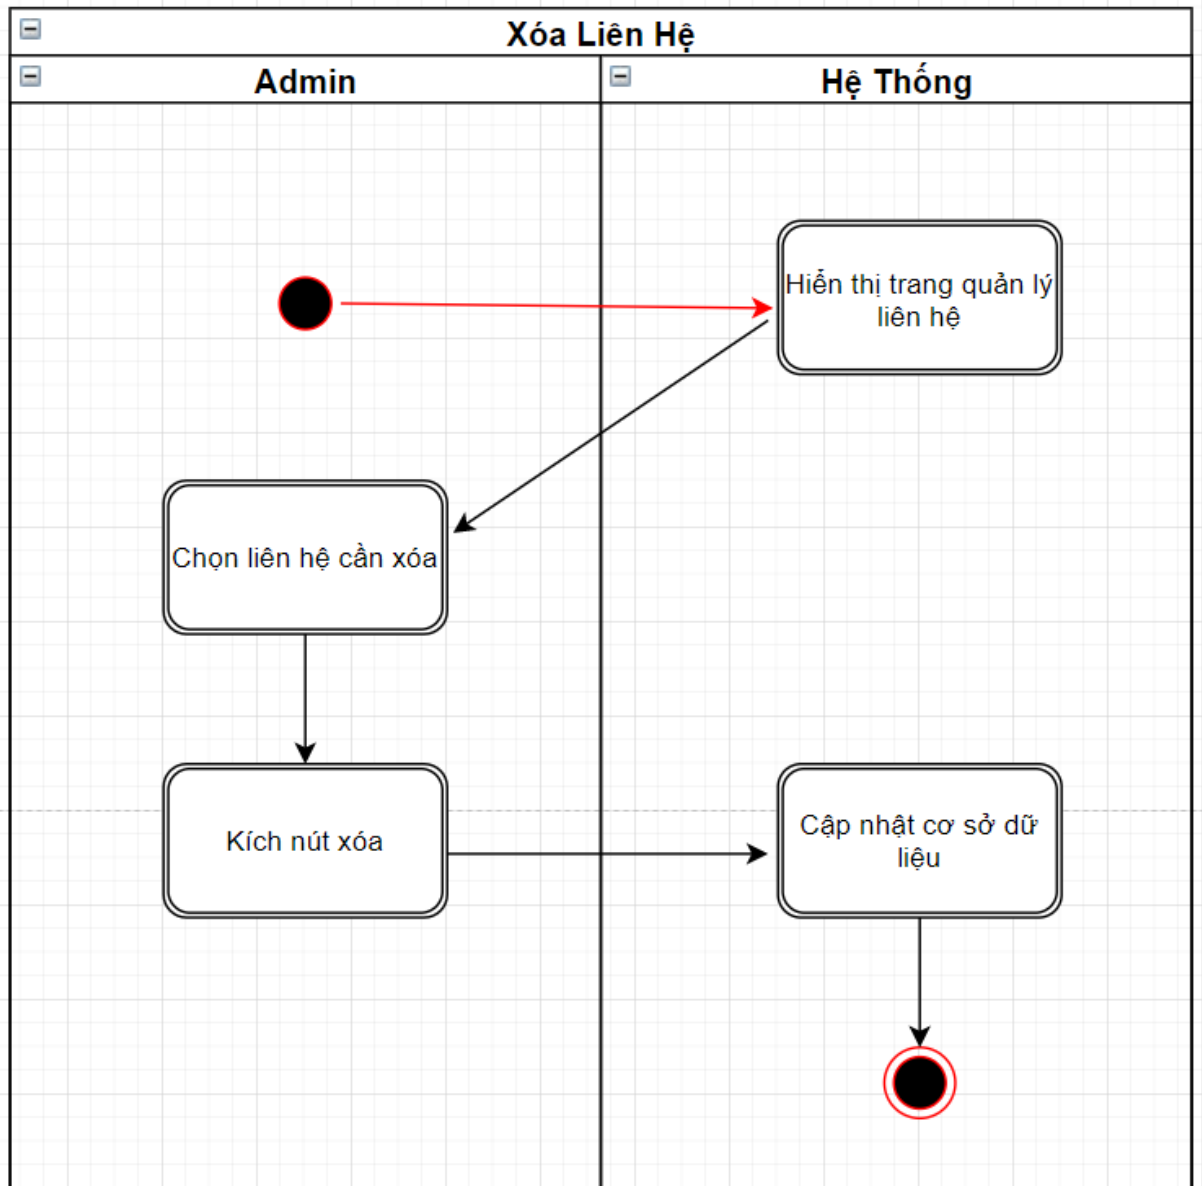 Xóa Liên Hệ
Admin
Hệ Thống
Hiển thị trang quản lý
liên hệ
Chọn liên hệ cần xóa
Kích nút xóa
Cập nhật cơ sở dữ
liệu